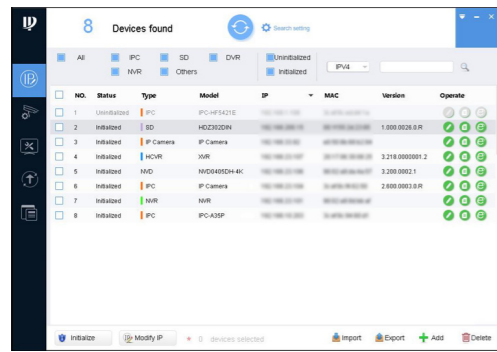 IP
8 Devices found Search setting
All IPC SD DVR Uninitialized
NVR Others Initialized IPV4
NO. Status Type Model IP MAC Version Operate
1 Uninitialized IPC IPC-HF5421E
2 Initialized SD HDZ302DIN 1.000.0026.0.R
3 Initialized IP Camera IP Camera
4 Initialized HCVR XVR 3.218.0000001.2
5 Initialized NVD NVD0405DH-4K 3.200.0002.1
6 Initialized IPC IP Camera 2.600.0003.0.R
7 Initialized NVR NVR
8 Initialized IPC IPC-A35P
Initialize Modify IP 0 devices selected Import Export Add Delete